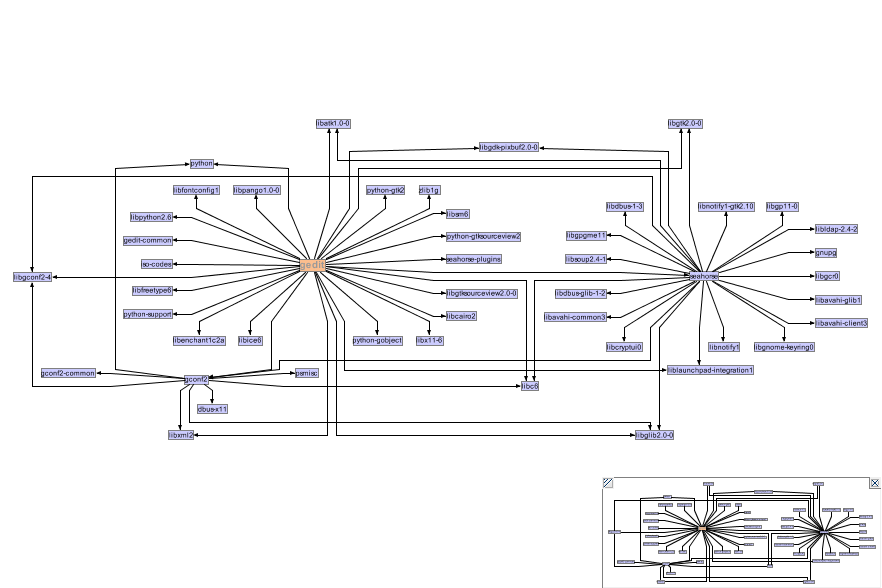 libatk1.0-0
libgtk2.0-0
libgdk-pixbuf2.0-0
python
libfontconfig1
libpango1.0-0
python-gtk2
zlib1g
libdbus-1-3
libnotify1-gtk2.10
libgp11-0
libpython2.6
libsm6
libldap-2.4-2
gedit-common
python-gtksourceview2
libgpgme11
gnupg
iso-codes
gedit
seahorse-plugins
libsoup2.4-1
libgconf2-4
seahorse
libgcr0
libfreetype6
libgtksourceview2.0-0
libdbus-glib-1-2
libavahi-glib1
python-support
libcairo2
libavahi-common3
libavahi-client3
libenchant1c2a
libice6
python-gobject
libx11-6
libcryptui0
libnotify1
libgnome-keyring0
gconf2-common
gconf2
psmisc
libc6
liblaunchpad-integration1
dbus-x11
libxml2
libglib2.0-0